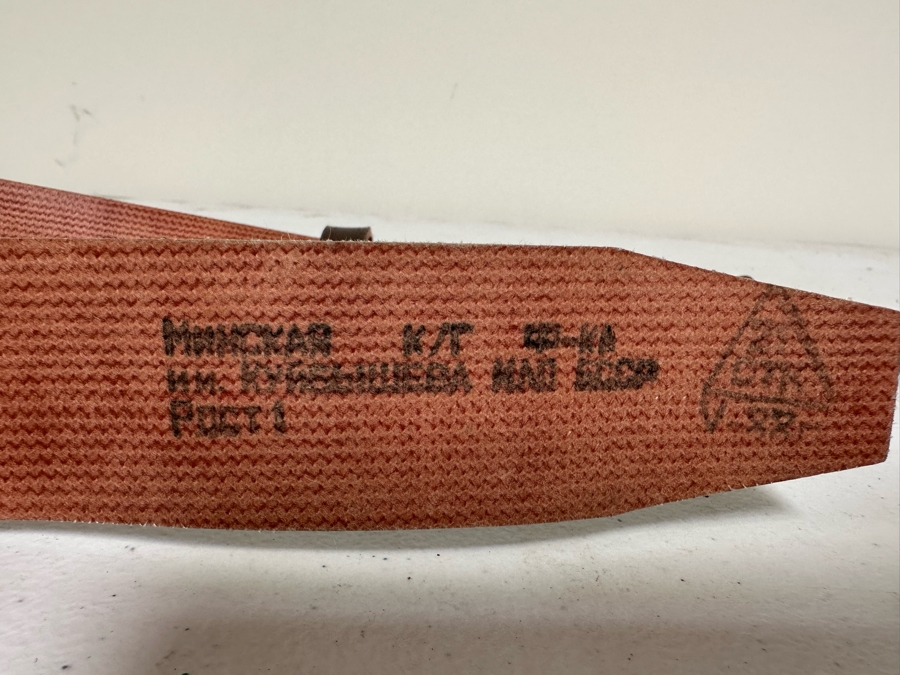 Минская К/Г Ф-КА
им. КУЙБЫШЕВА МЛП БССР
Рост 1